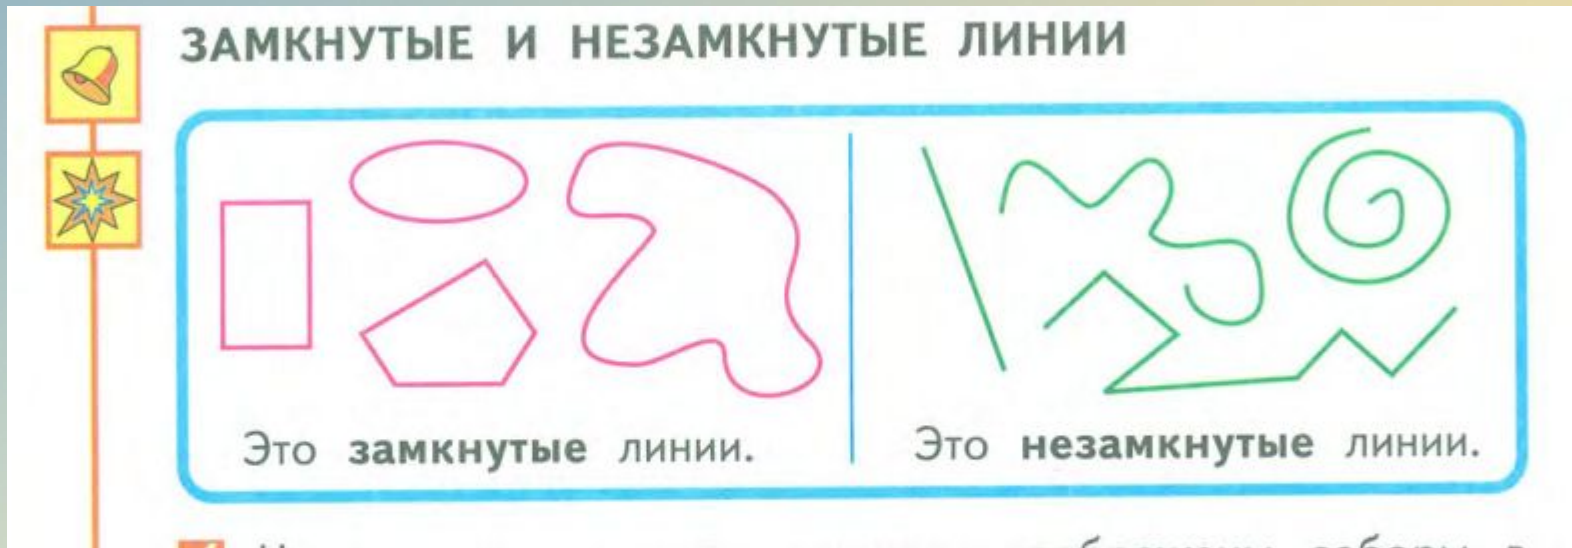 ЗАМКНУТЫЕ И НЕЗАМКНУТЫЕ ЛИНИИ
Это замкнутые линии.
Это незамкнутые линии.